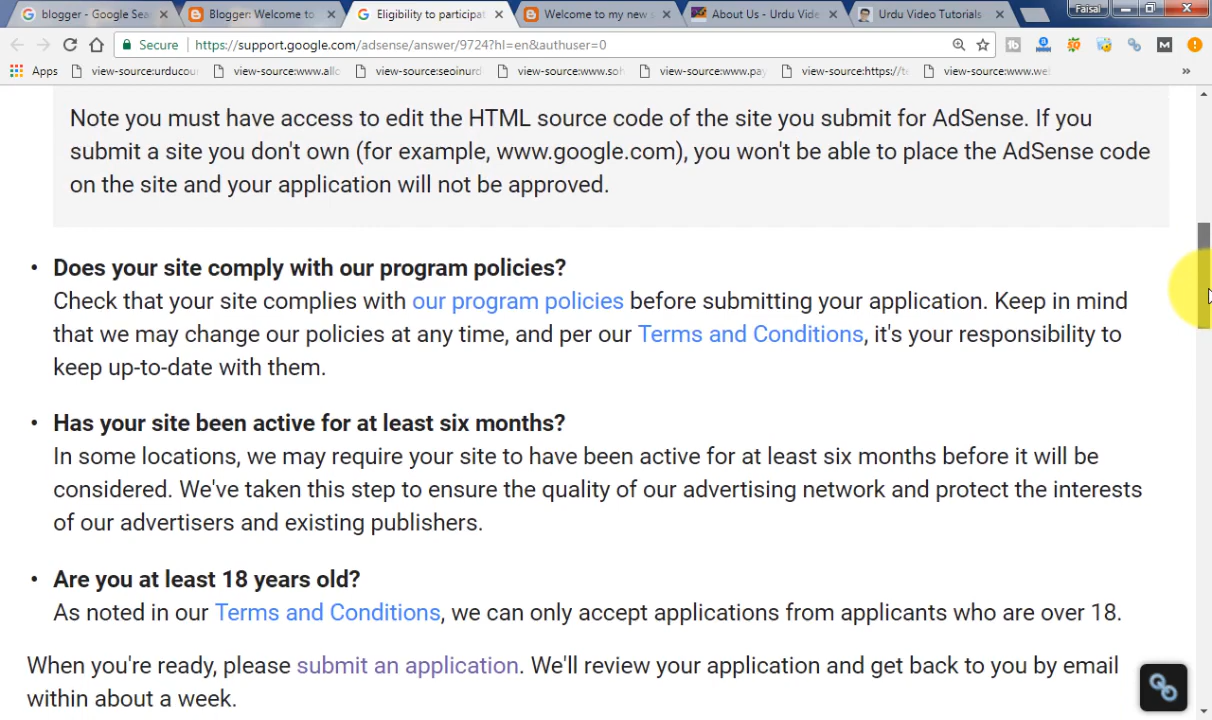 blogger - Google Sea
Blogger: Welcome to
Eligibility to participat
Welcome to my new
About Us - Urdu Vide
Urdu Video Tutorials
Faisal
Secure
https://support.google.com/adsense/answer/9724?hl=en&authuser=0
Apps
view-source:urducou
view-source:www.allc
view-source:seoinurd
view-source:www.soh
view-source:www.pay
view-source:https://te
view-source:www.wel
»
Note you must have access to edit the HTML source code of the site you submit for AdSense. If you
submit a site you don't own (for example, www.google.com), you won't be able to place the AdSense code
on the site and your application will not be approved.
• Does your site comply with our program policies?
Check that your site complies with our program policies before submitting your application. Keep in mind
that we may change our policies at any time, and per our Terms and Conditions, it's your responsibility to
keep up-to-date with them.
• Has your site been active for at least six months?
In some locations, we may require your site to have been active for at least six months before it will be
considered. We've taken this step to ensure the quality of our advertising network and protect the interests
of our advertisers and existing publishers.
• Are you at least 18 years old?
As noted in our Terms and Conditions, we can only accept applications from applicants who are over 18.
When you're ready, please submit an application. We'll review your application and get back to you by email
within about a week.